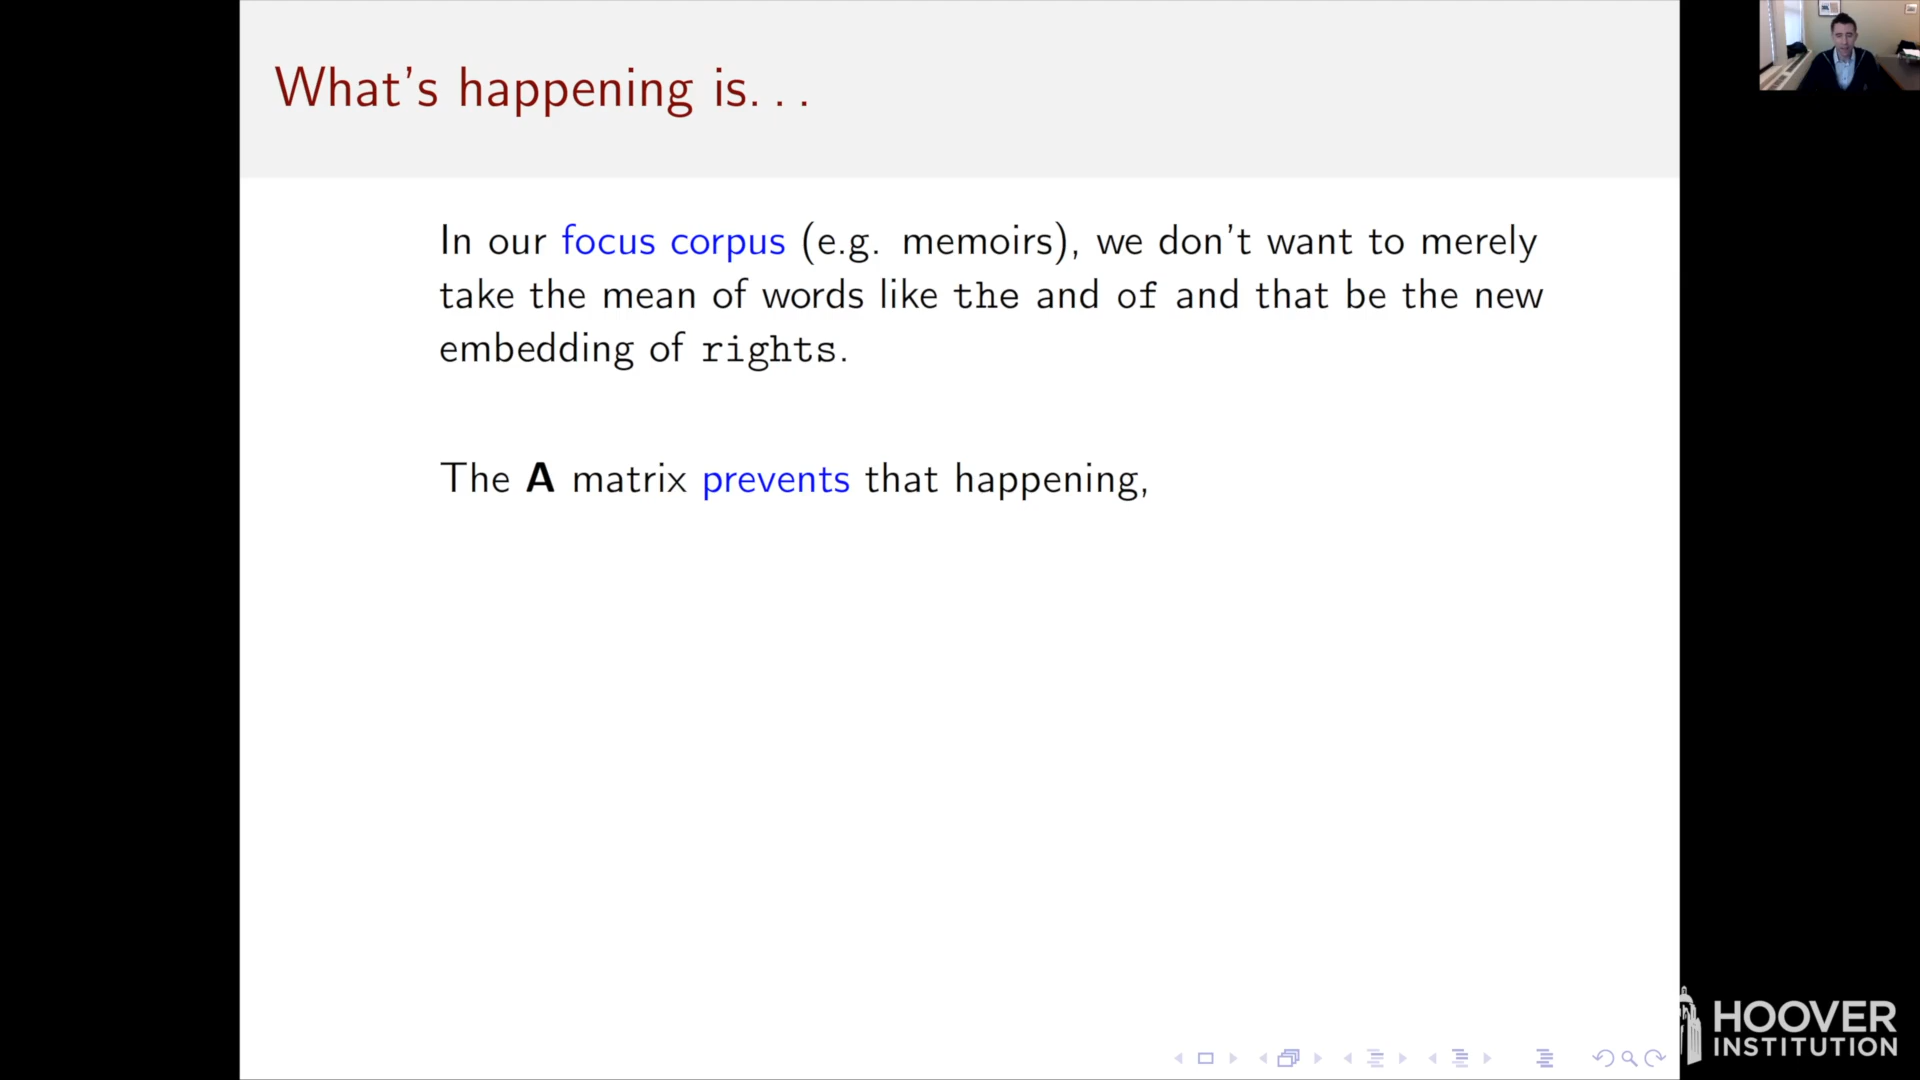 What's happening is...
In our focus corpus (e.g. memoirs), we don't want to merely
take the mean of words like the and of and that be the new
embedding of rights.
The A matrix prevents that happening,
HOOVER
INSTITUTION